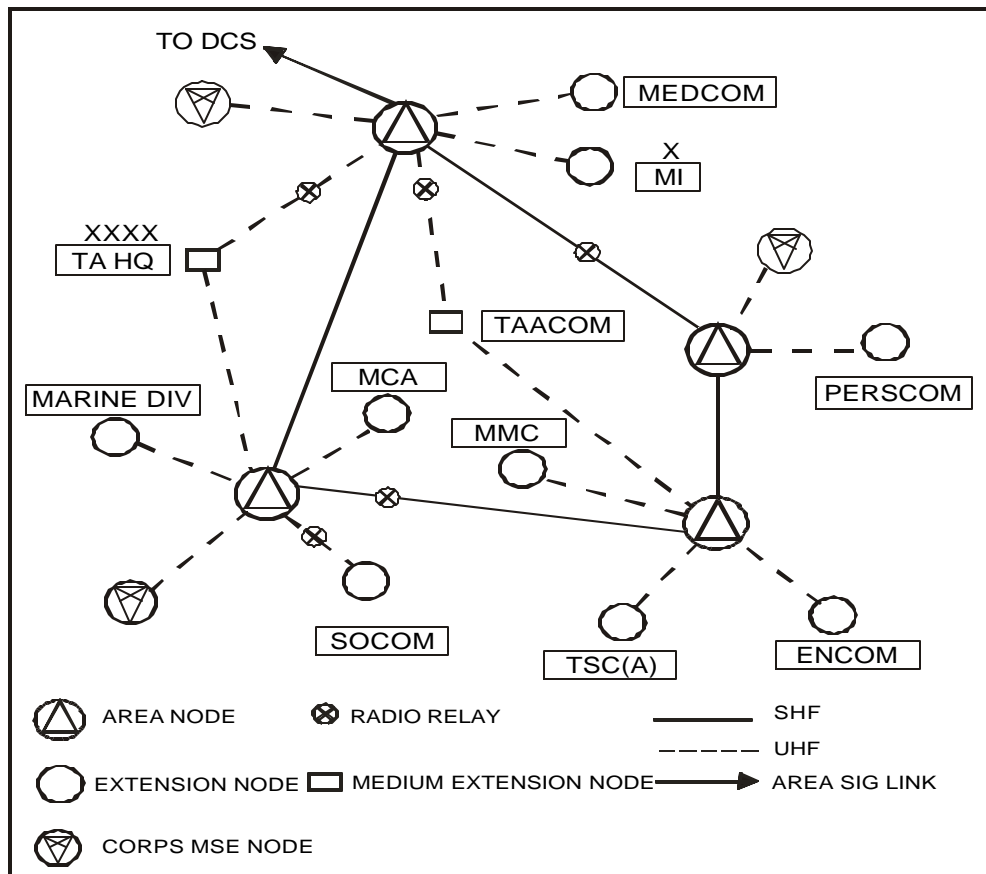 TO DCS
MEDCOM
X
MI
XXXX
TA HQ
TAACOM
MCA
MARINE DIV
PERSCOM
MMC
SOCOM
TSC(A)
ENCOM
AREA NODE
RADIO RELAY
SHF
UHF
EXTENSION NODE
MEDIUM EXTENSION NODE
AREA SIG LINK
CORPS MSE NODE